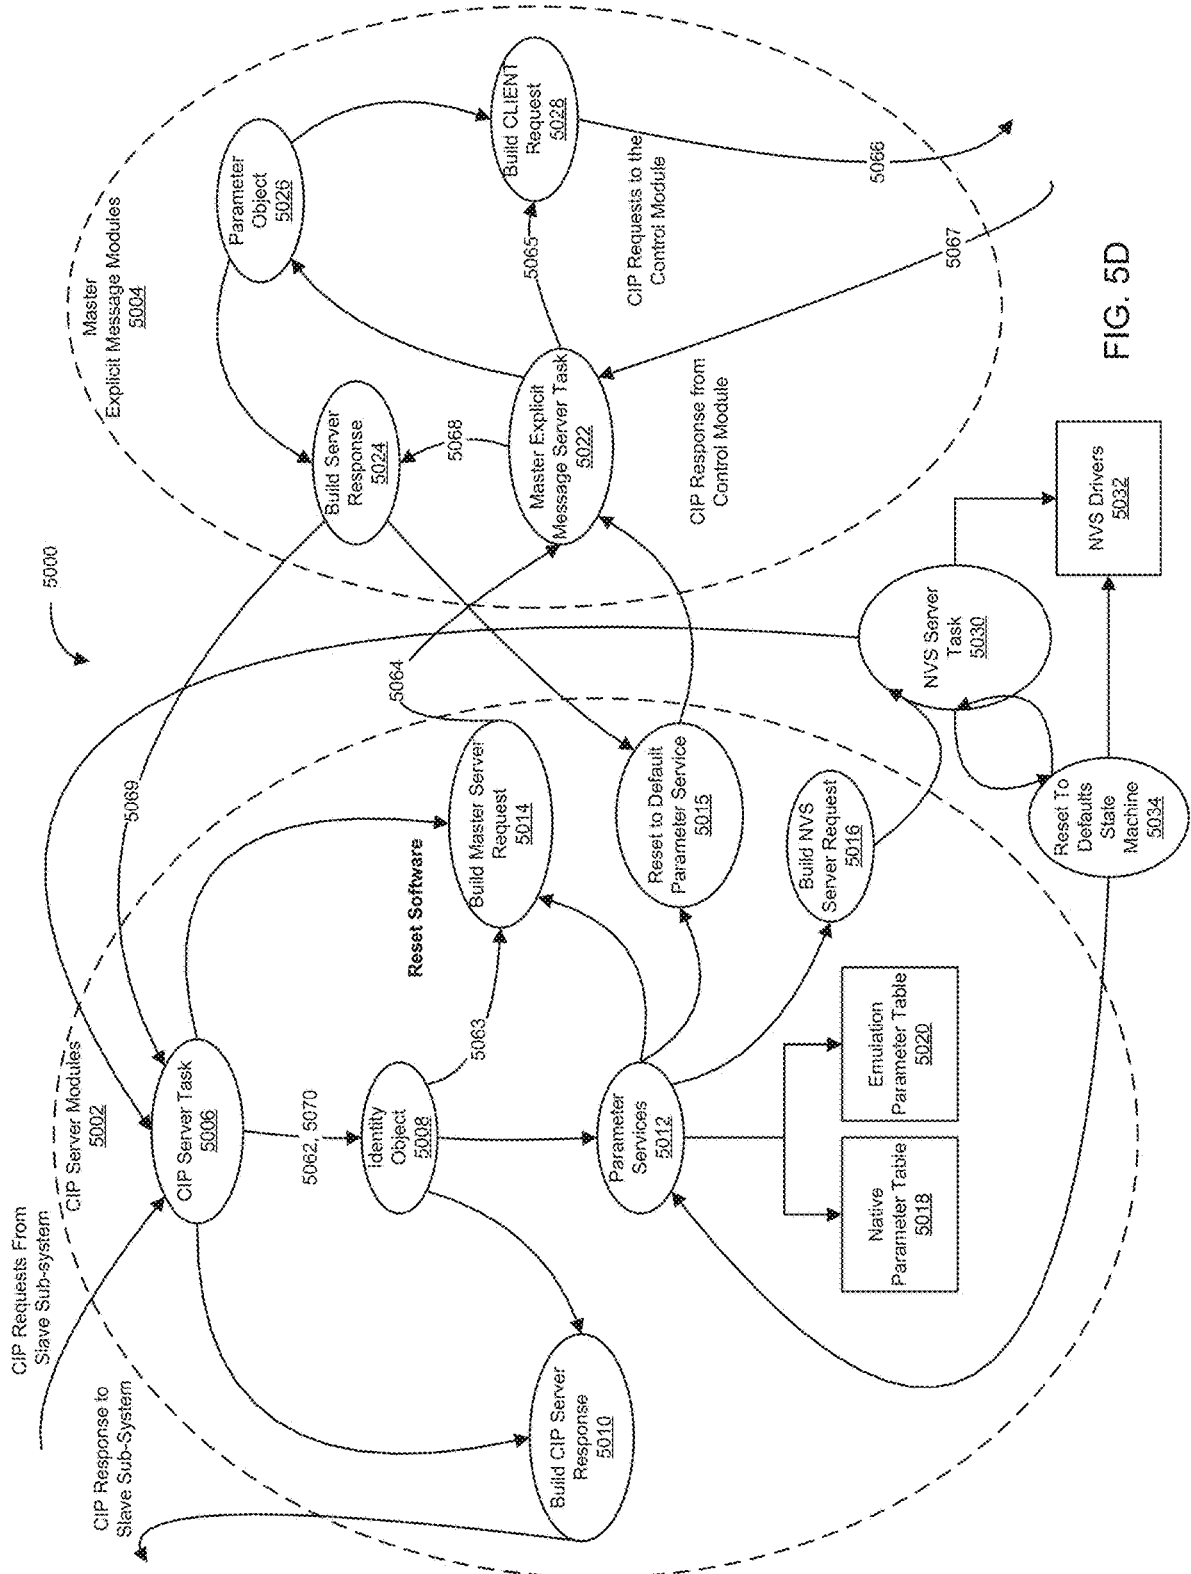 5000
CIP Requests From
Slave Sub-system
CIP Response to
Slave Sub-System
CIP Server Modules
5002
CIP Server Task
5006
5062, 5070
Identity
Object
5008
5063
Build CIP Server
Response
5010
Parameter
Services
5012
Native
Parameter Table
5018
Emulation
Parameter Table
5020
Reset Software
Build Master Server
Request
5014
Reset to Default
Parameter Service
5015
Build NVS
Server Request
5016
5069
5064
Master
Explicit Message Modules
5004
Build Server
Response
5024
5068
Parameter
Object
5026
Master Explicit
Message Server Task
5022
5065
Build CLIENT
Request
5028
CIP Requests to the
Control Module
5066
CIP Response from
Control Module
5067
NVS Server
Task
5030
NVS Drivers
5032
Reset To
Defaults
State
Machine
5034
FIG. 5D